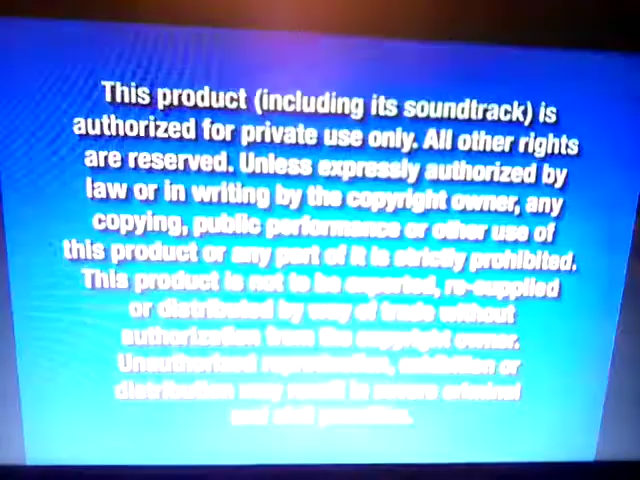 This product (including its soundtrack) is
authorized for private use only. All other rights
are reserved. Unless expressly authorized by
law or in writing by the copyright owner, any
copying, public performance or other use of
this product or any part of it is strictly prohibited.
This product is not to be exported, re-supplied
or distributed by way of trade without
authorization from the copyright owner.
Unauthorised reproduction, exhibition or
distribution may result in severe criminal
and civil penalties.